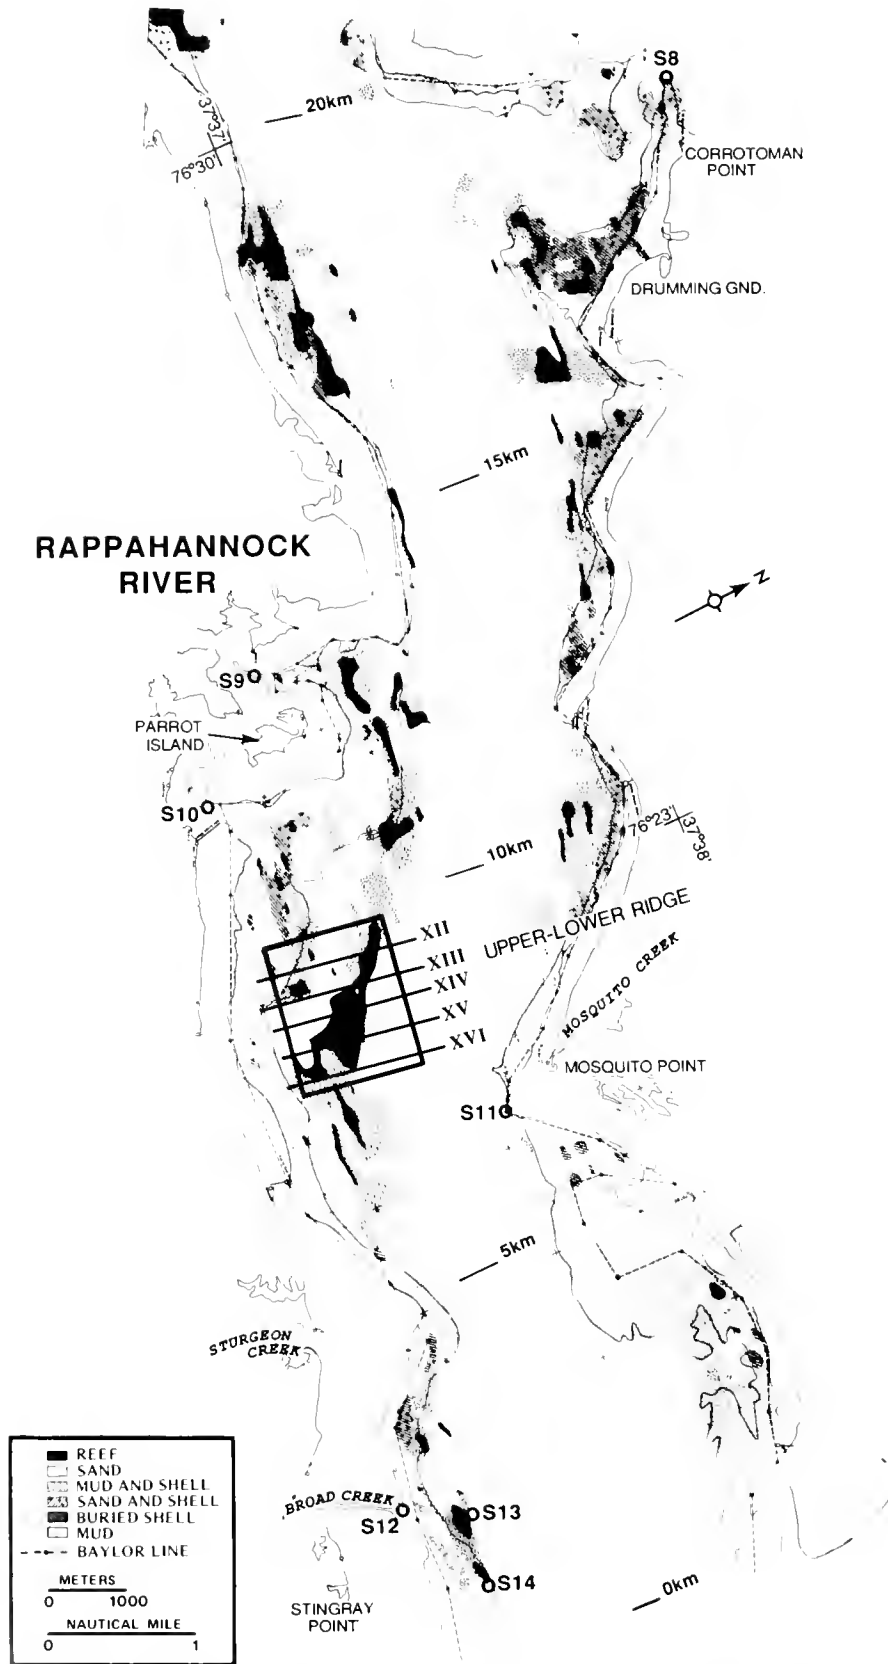 S8
20km
37°37'
76°30'
CORROTOMAN
POINT
DRUMMING GND.
15km
RAPPAHANNOCK
RIVER
N
S9
PARROT
ISLAND
S10
76°23'
37°38'
10km
UPPER-LOWER RIDGE
XII
XIII
XIV
XV
XVI
MOSQUITO CREEK
MOSQUITO POINT
S11
5km
STURGEON
CREEK
BROAD CREEK
S12
S13
S14
0km
STINGRAY
POINT
REEF
SAND
MUD AND SHELL
SAND AND SHELL
BURIED SHELL
MUD
BAYLOR LINE
METERS
0 1000
NAUTICAL MILE
0 1